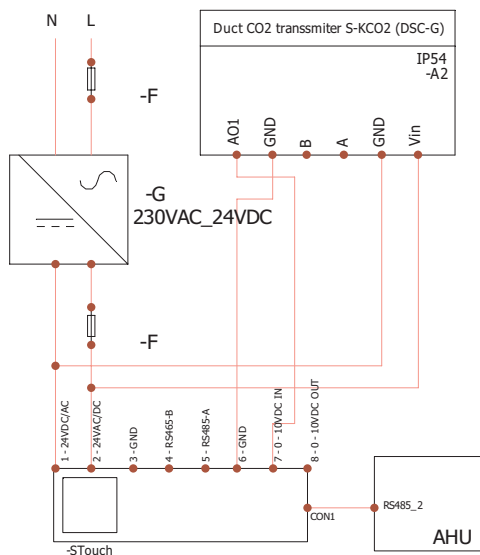 N L
Duct CO2 transsmiter S-KCO2 (DSC-G)
IP54
-A2
-F
AO1
GND
B
A
GND
Vin
-G
230VAC_24VDC
-F
1 - 24VDC/AC
2 - 24VAC/DC
3 - GND
4 - RS465-B
5 - RS485-A
6 - GND
7 - 0 - 10VDC IN
8 - 0 - 10VDC OUT
CON1
RS485_2
AHU
-STouch